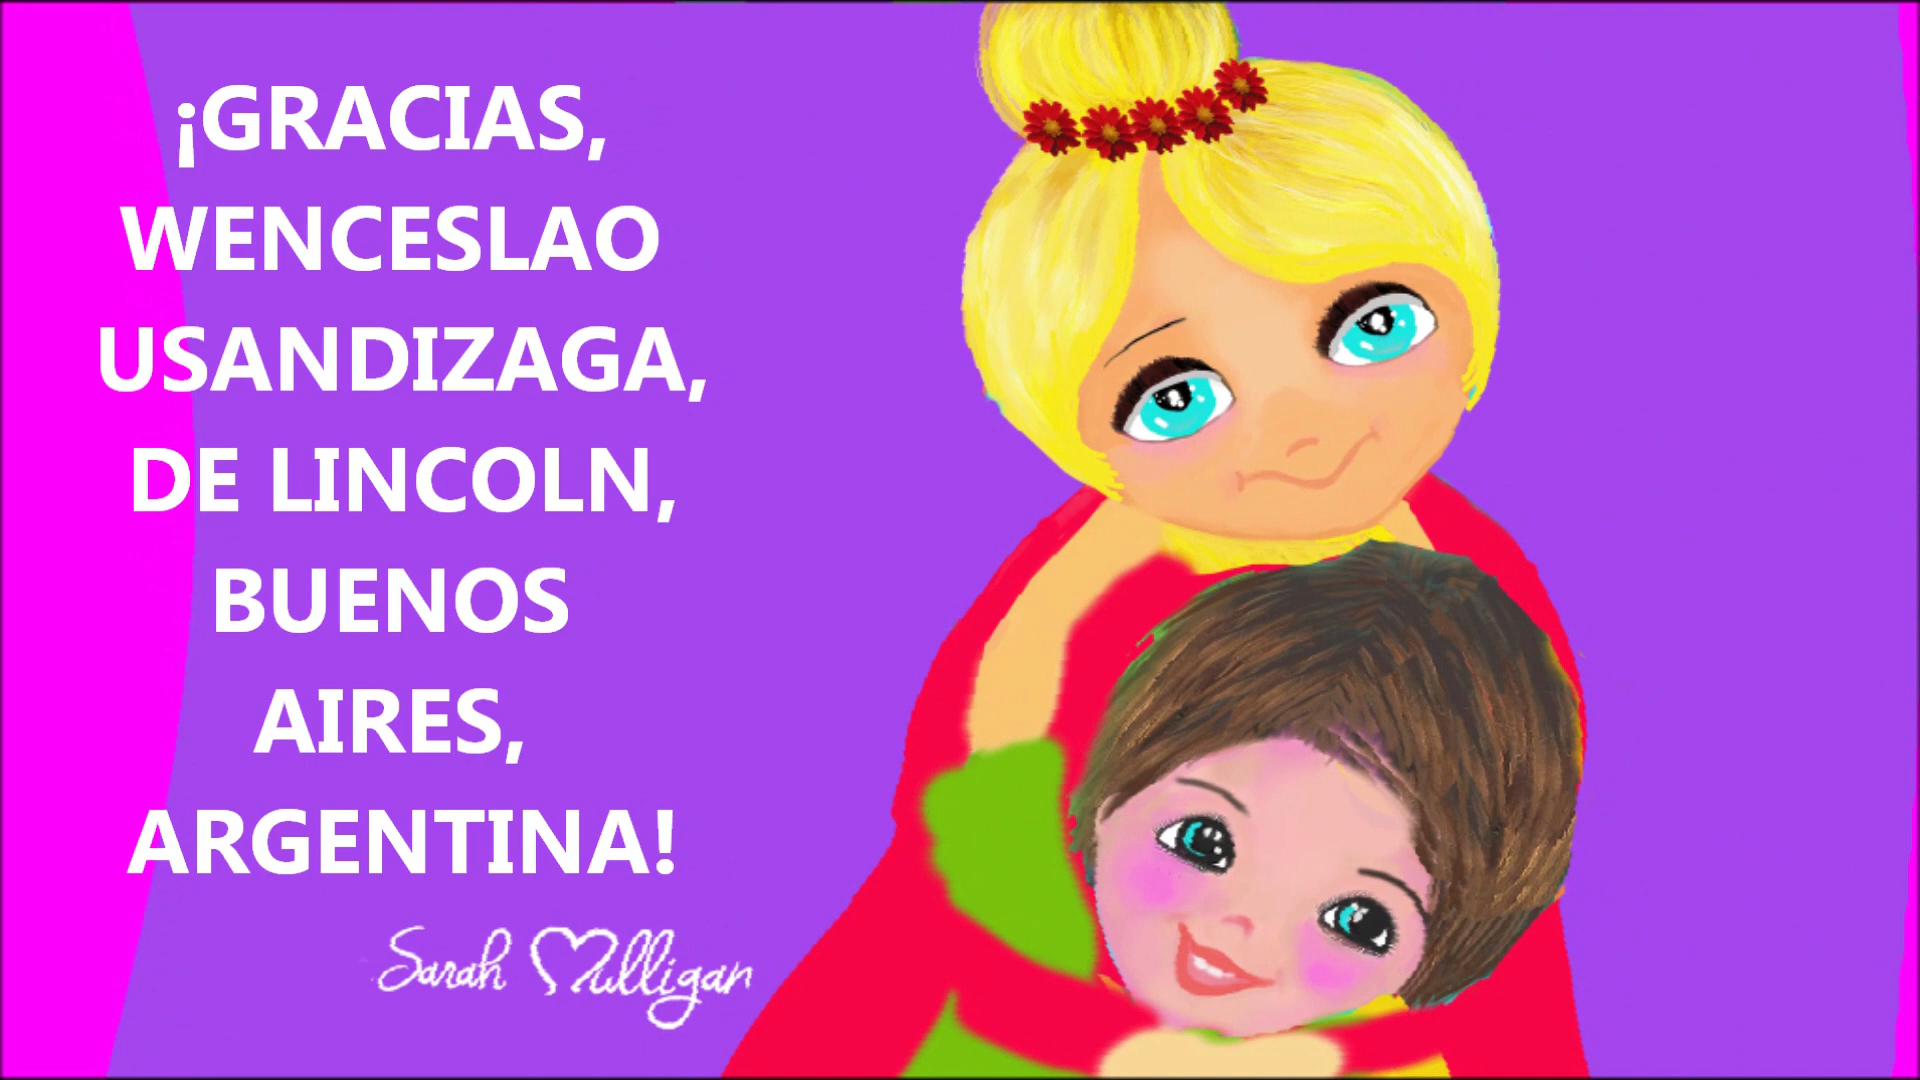 ¡GRACIAS,
WENCESLAO
USANDIZAGA,
DE LINCOLN,
BUENOS
AIRES,
ARGENTINA!
Sarah Mulligan